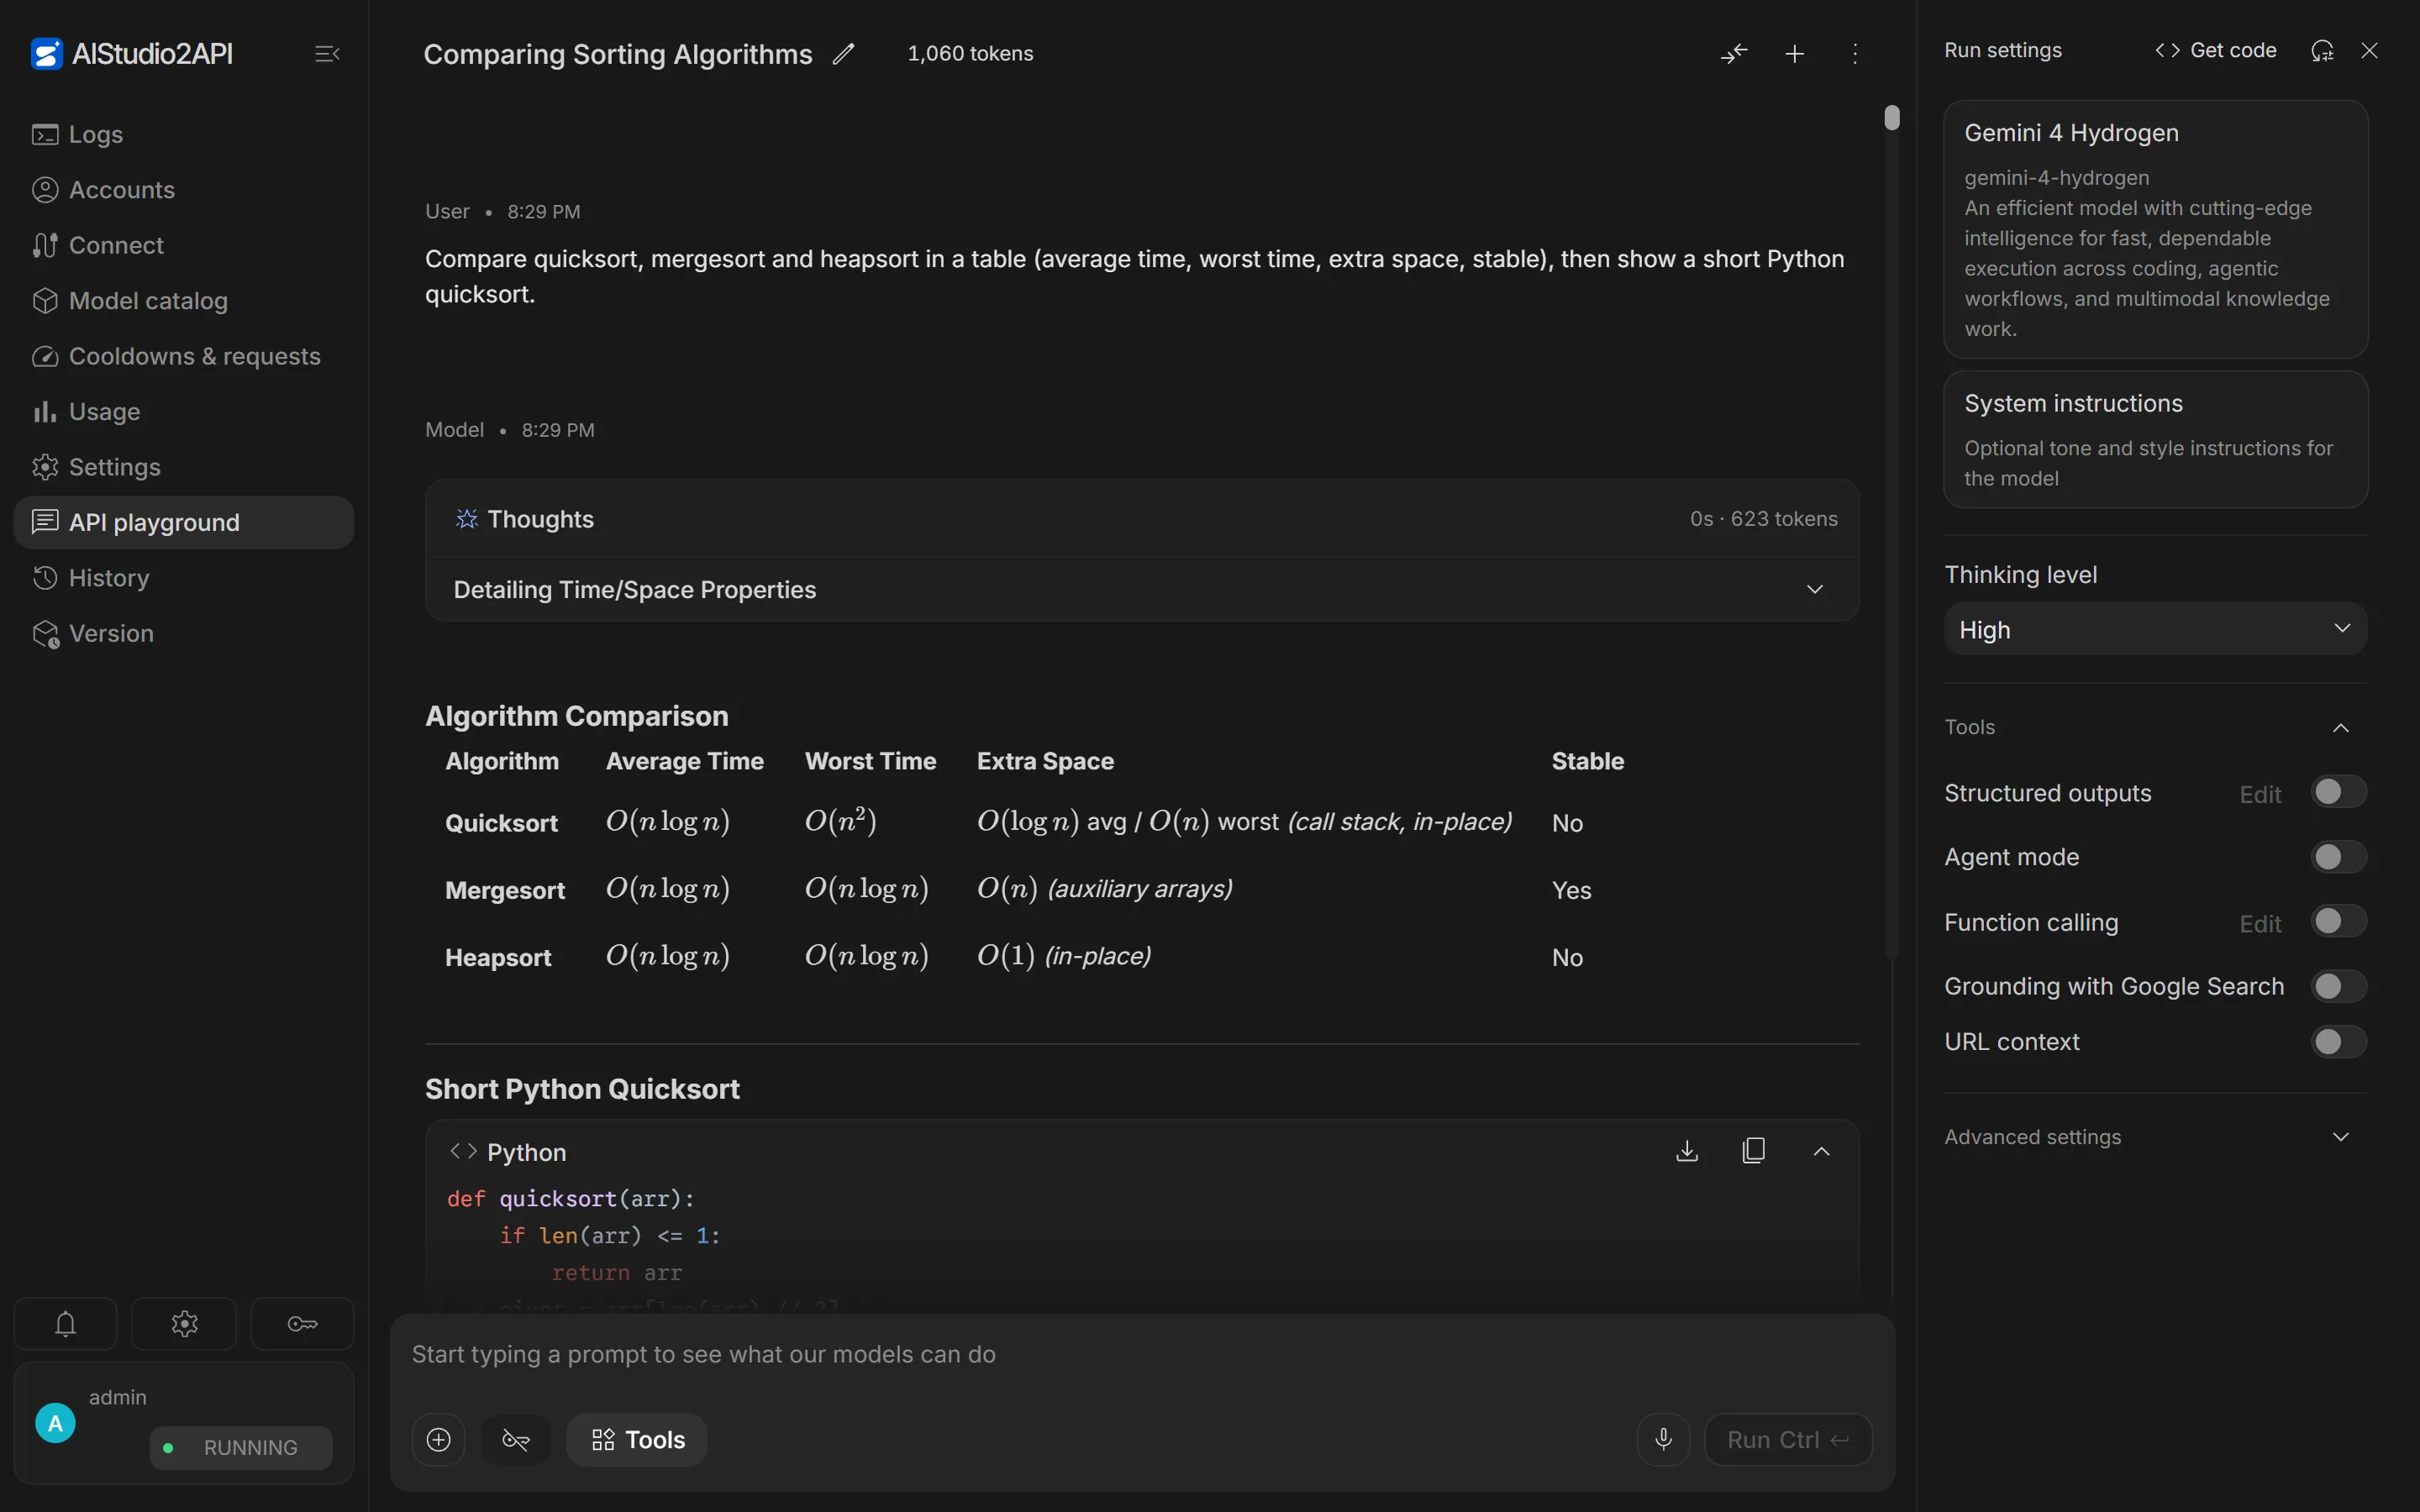 AIStudio2API
Logs
Accounts
Connect
Model catalog
Cooldowns & requests
Usage
Settings
API playground
History
Version
A
admin
RUNNING
Comparing Sorting Algorithms
1,060 tokens
User • 8:29 PM
Compare quicksort, mergesort and heapsort in a table (average time, worst time, extra space, stable), then show a short Python
quicksort.
Model • 8:29 PM
Thoughts
0s · 623 tokens
Detailing Time/Space Properties
Algorithm Comparison
Algorithm Average Time Worst Time Extra Space Stable
Quicksort O(n log n) O(n²) O(log n) avg / O(n) worst (call stack, in-place) No
Mergesort O(n log n) O(n log n) O(n) (auxiliary arrays) Yes
Heapsort O(n log n) O(n log n) O(1) (in-place) No
Short Python Quicksort
<> Python
def quicksort(arr):
if len(arr) <= 1:
return arr
pivot = arr[len(arr) // 2]
Start typing a prompt to see what our models can do
Tools
Run Ctrl ↵
Run settings
<> Get code
Gemini 4 Hydrogen
gemini-4-hydrogen
An efficient model with cutting-edge
intelligence for fast, dependable
execution across coding, agentic
workflows, and multimodal knowledge
work.
System instructions
Optional tone and style instructions for
the model
Thinking level
High
Tools
Structured outputs Edit
Agent mode
Function calling Edit
Grounding with Google Search
URL context
Advanced settings